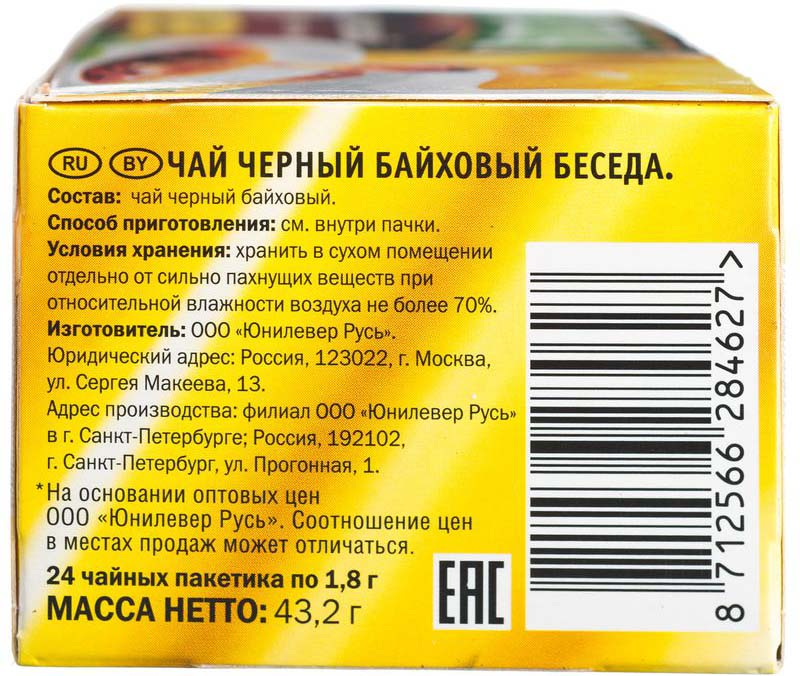 RU BY ЧАЙ ЧЕРНЫЙ БАЙХОВЫЙ БЕСЕДА.
Состав: чай черный байховый.
Способ приготовления: см. внутри пачки.
Условия хранения: хранить в сухом помещении
отдельно от сильно пахнущих веществ при
относительной влажности воздуха не более 70%.
Изготовитель: ООО «Юнилевер Русь».
Юридический адрес: Россия, 123022, г. Москва,
ул. Сергея Макеева, 13.
Адрес производства: филиал ООО «Юнилевер Русь»
в г. Санкт-Петербурге; Россия, 192102,
г. Санкт-Петербург, ул. Прогонная, 1.
*На основании оптовых цен
ООО «Юнилевер Русь». Соотношение цен
в местах продаж может отличаться.
24 чайных пакетика по 1,8 г
МАССА НЕТТО: 43,2 г
EAC
8 712566 284627 >